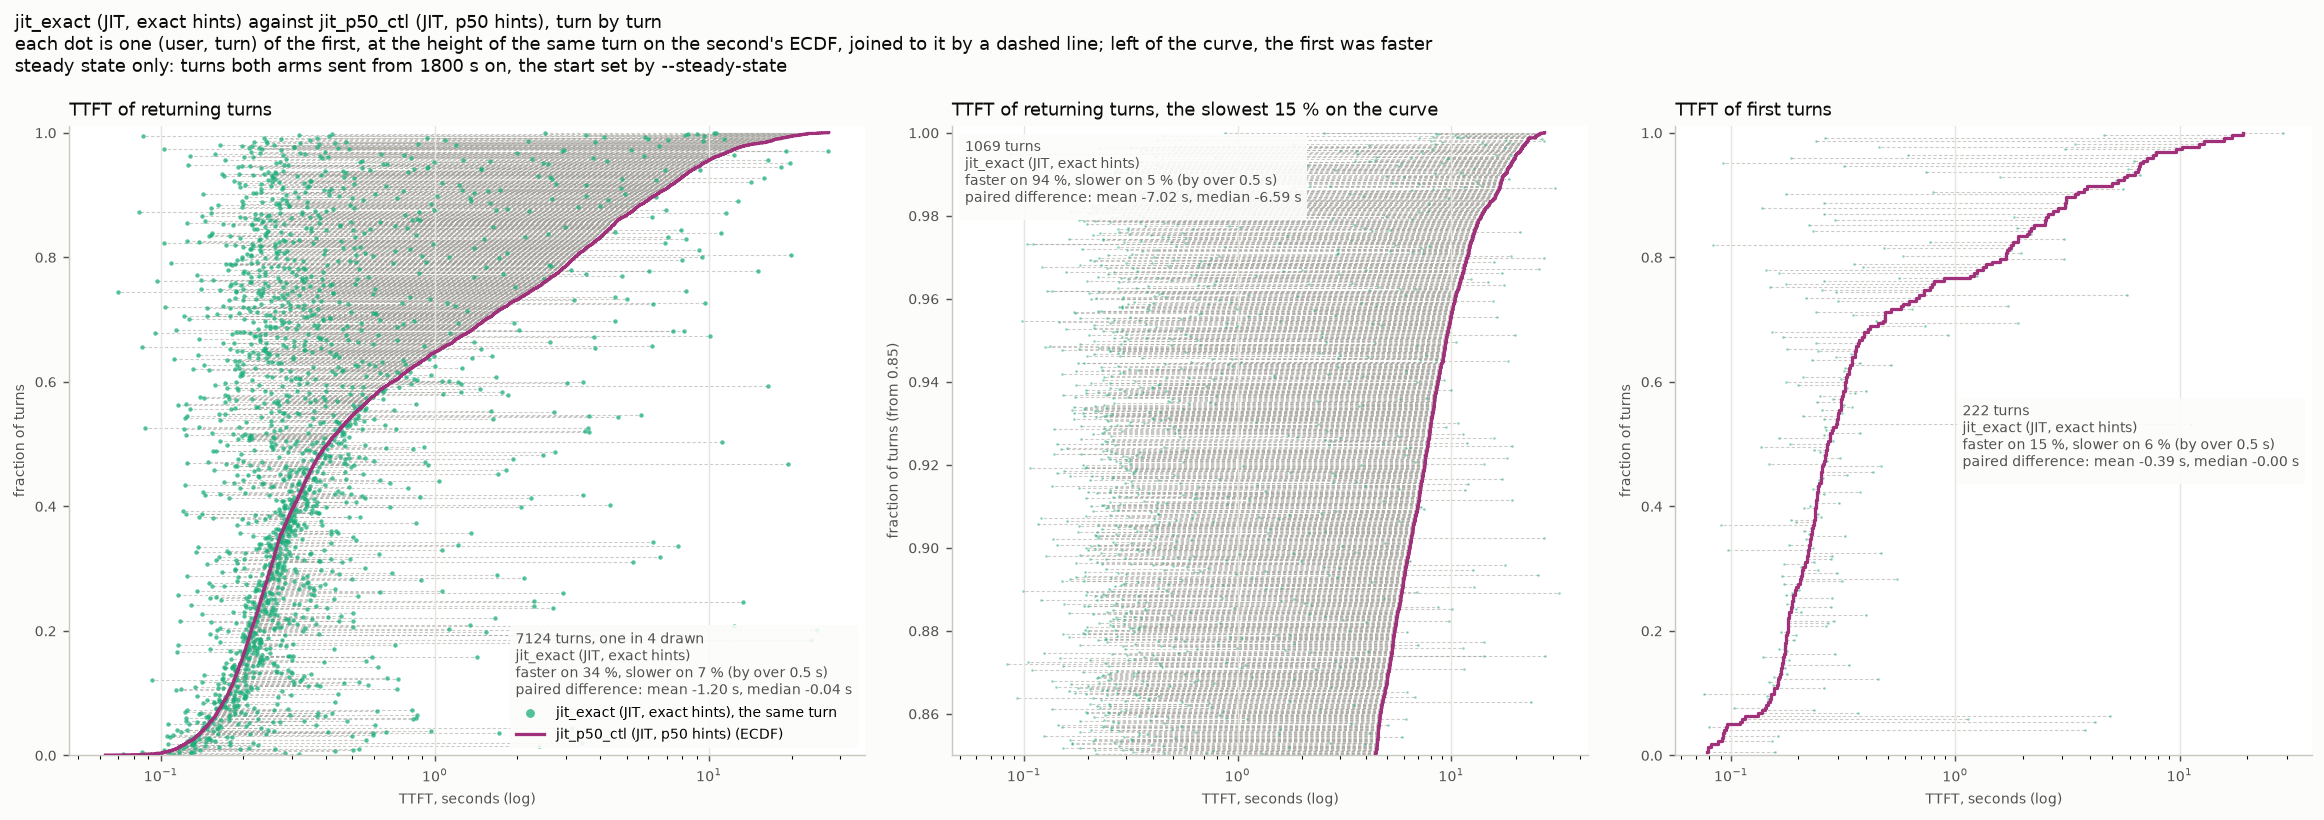 jit_exact (JIT, exact hints) against jit_p50_ctl (JIT, p50 hints), turn by turn
each dot is one (user, turn) of the first, at the height of the same turn on the second's ECDF, joined to it by a dashed line; left of the curve, the first was faster
steady state only: turns both arms sent from 1800 s on, the start set by --steady-state
TTFT of returning turns
fraction of turns
1.0
0.8
0.6
0.4
0.2
0.0
7124 turns, one in 4 drawn
jit_exact (JIT, exact hints)
faster on 34 %, slower on 7 % (by over 0.5 s)
paired difference: mean -1.20 s, median -0.04 s
jit_exact (JIT, exact hints), the same turn
jit_p50_ctl (JIT, p50 hints) (ECDF)
10⁻¹ 10⁰ 10¹
TTFT, seconds (log)
TTFT of returning turns, the slowest 15 % on the curve
fraction of turns (from 0.85)
1.00
0.98
0.96
0.94
0.92
0.90
0.88
0.86
1069 turns
jit_exact (JIT, exact hints)
faster on 94 %, slower on 5 % (by over 0.5 s)
paired difference: mean -7.02 s, median -6.59 s
10⁻¹ 10⁰ 10¹
TTFT, seconds (log)
TTFT of first turns
fraction of turns
1.0
0.8
0.6
0.4
0.2
0.0
222 turns
jit_exact (JIT, exact hints)
faster on 15 %, slower on 6 % (by over 0.5 s)
paired difference: mean -0.39 s, median -0.00 s
10⁻¹ 10⁰ 10¹
TTFT, seconds (log)